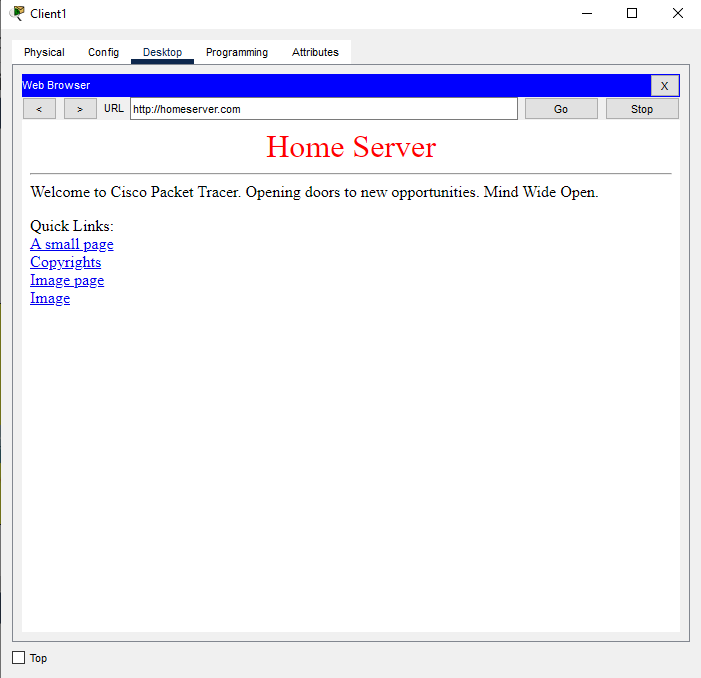 Client1
Physical Config Desktop Programming Attributes
Web Browser X
< > URL http://homeserver.com Go Stop
Home Server
Welcome to Cisco Packet Tracer. Opening doors to new opportunities. Mind Wide Open.
Quick Links:
A small page
Copyrights
Image page
Image
Top